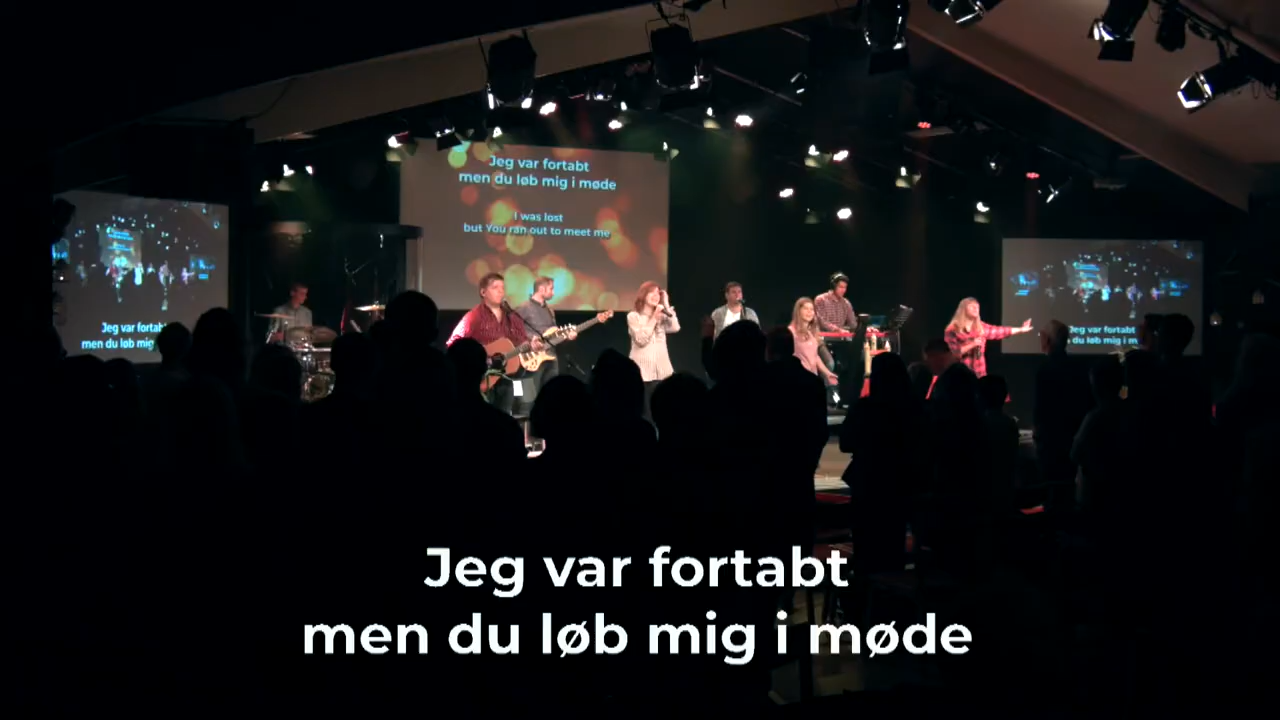 Jeg var fortabt
men du løb mig i møde
I was lost
but You ran out to meet me
Jeg var fortabt
men du løb mig
Jeg var fortabt
du løb mig i m
Jeg var fortabt
men du løb mig i møde